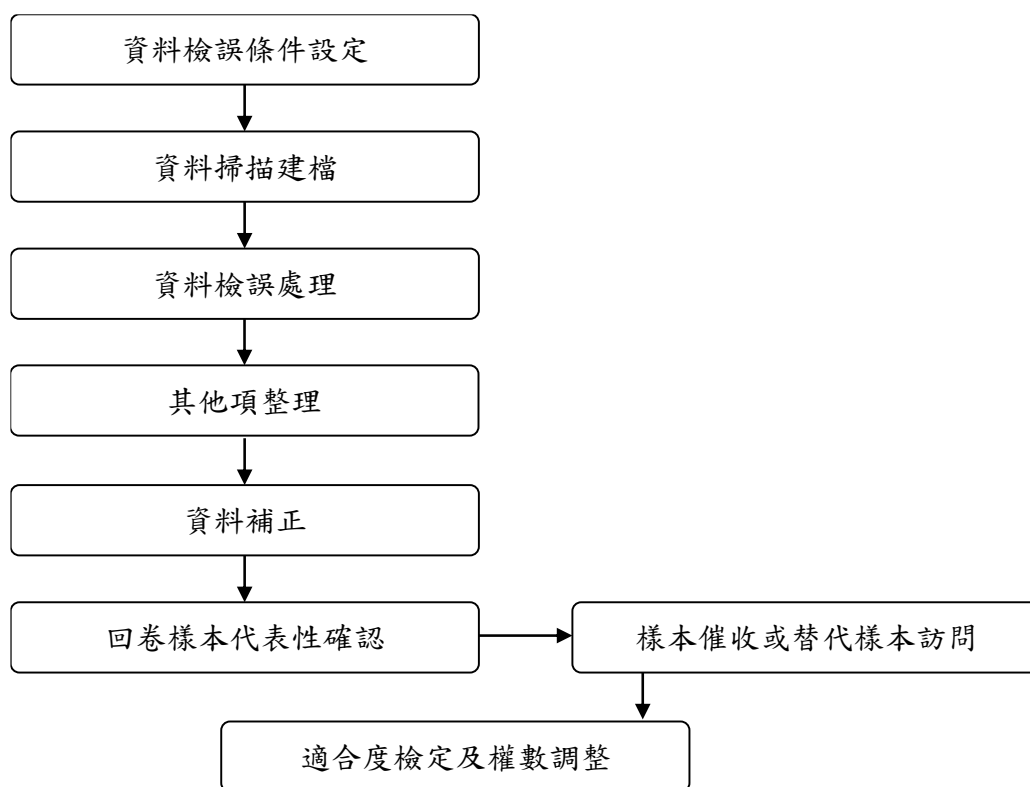 資料檢誤條件設定
資料掃描建檔
資料檢誤處理
其他項整理
資料補正
回卷樣本代表性確認
樣本催收或替代樣本訪問
適合度檢定及權數調整